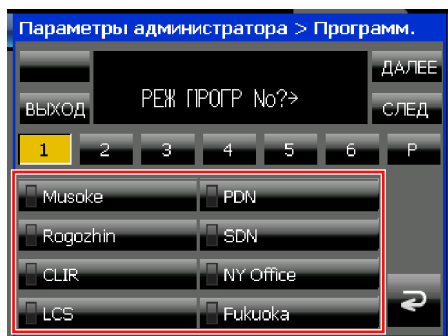 Параметры администратора > Программ.
ДАЛЕЕ
РЕЖ ПРОГР No?→
ВЫХОД СЛЕД
1 2 3 4 5 6 P
Musoke PDN
Rogozhin SDN
CLIR NY Office
LCS Fukuoka